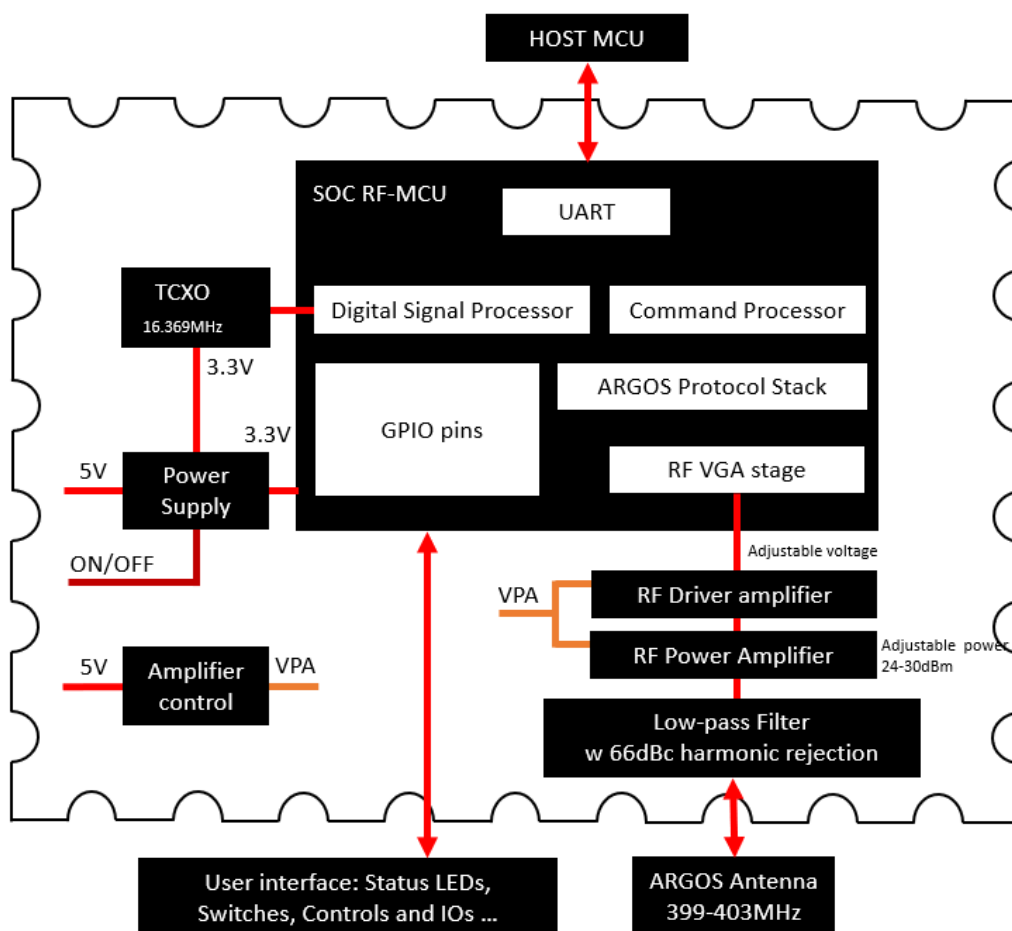 HOST MCU
SOC RF-MCU
UART
TCXO
16.369MHz
Digital Signal Processor
Command Processor
3.3V
ARGOS Protocol Stack
GPIO pins
3.3V
5V
Power
Supply
RF VGA stage
ON/OFF
Adjustable voltage
VPA
RF Driver amplifier
RF Power Amplifier
Adjustable power
24-30dBm
5V
Amplifier
control
VPA
Low-pass Filter
w 66dBc harmonic rejection
User interface: Status LEDs,
Switches, Controls and IOs ...
ARGOS Antenna
399-403MHz